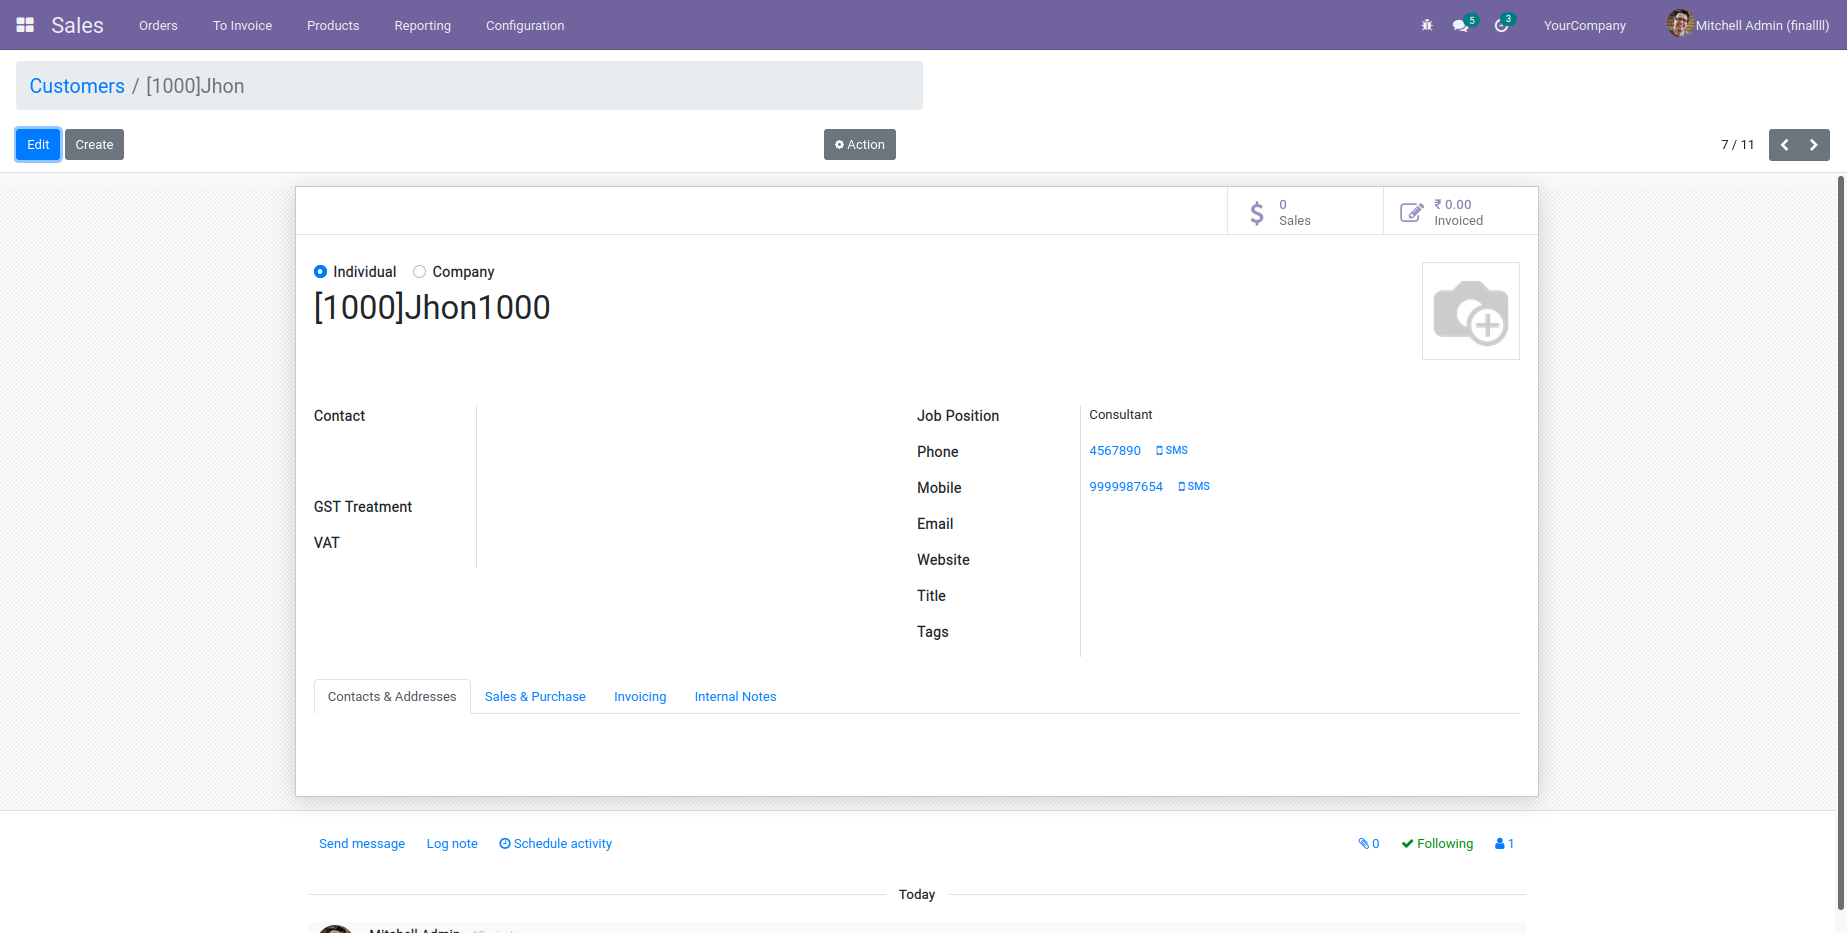 Sales Orders To Invoice Products Reporting Configuration 5 3 YourCompany Mitchell Admin (finallll)
Customers / [1000]Jhon
Edit Create Action 7 / 11
0
Sales
₹ 0.00
Invoiced
Individual Company
[1000]Jhon1000
Contact
GST Treatment
VAT
Job Position Consultant
Phone 4567890 SMS
Mobile 9999987654 SMS
Email
Website
Title
Tags
Contacts & Addresses Sales & Purchase Invoicing Internal Notes
Send message Log note Schedule activity 0 Following 1
Today
Mitchell Admin